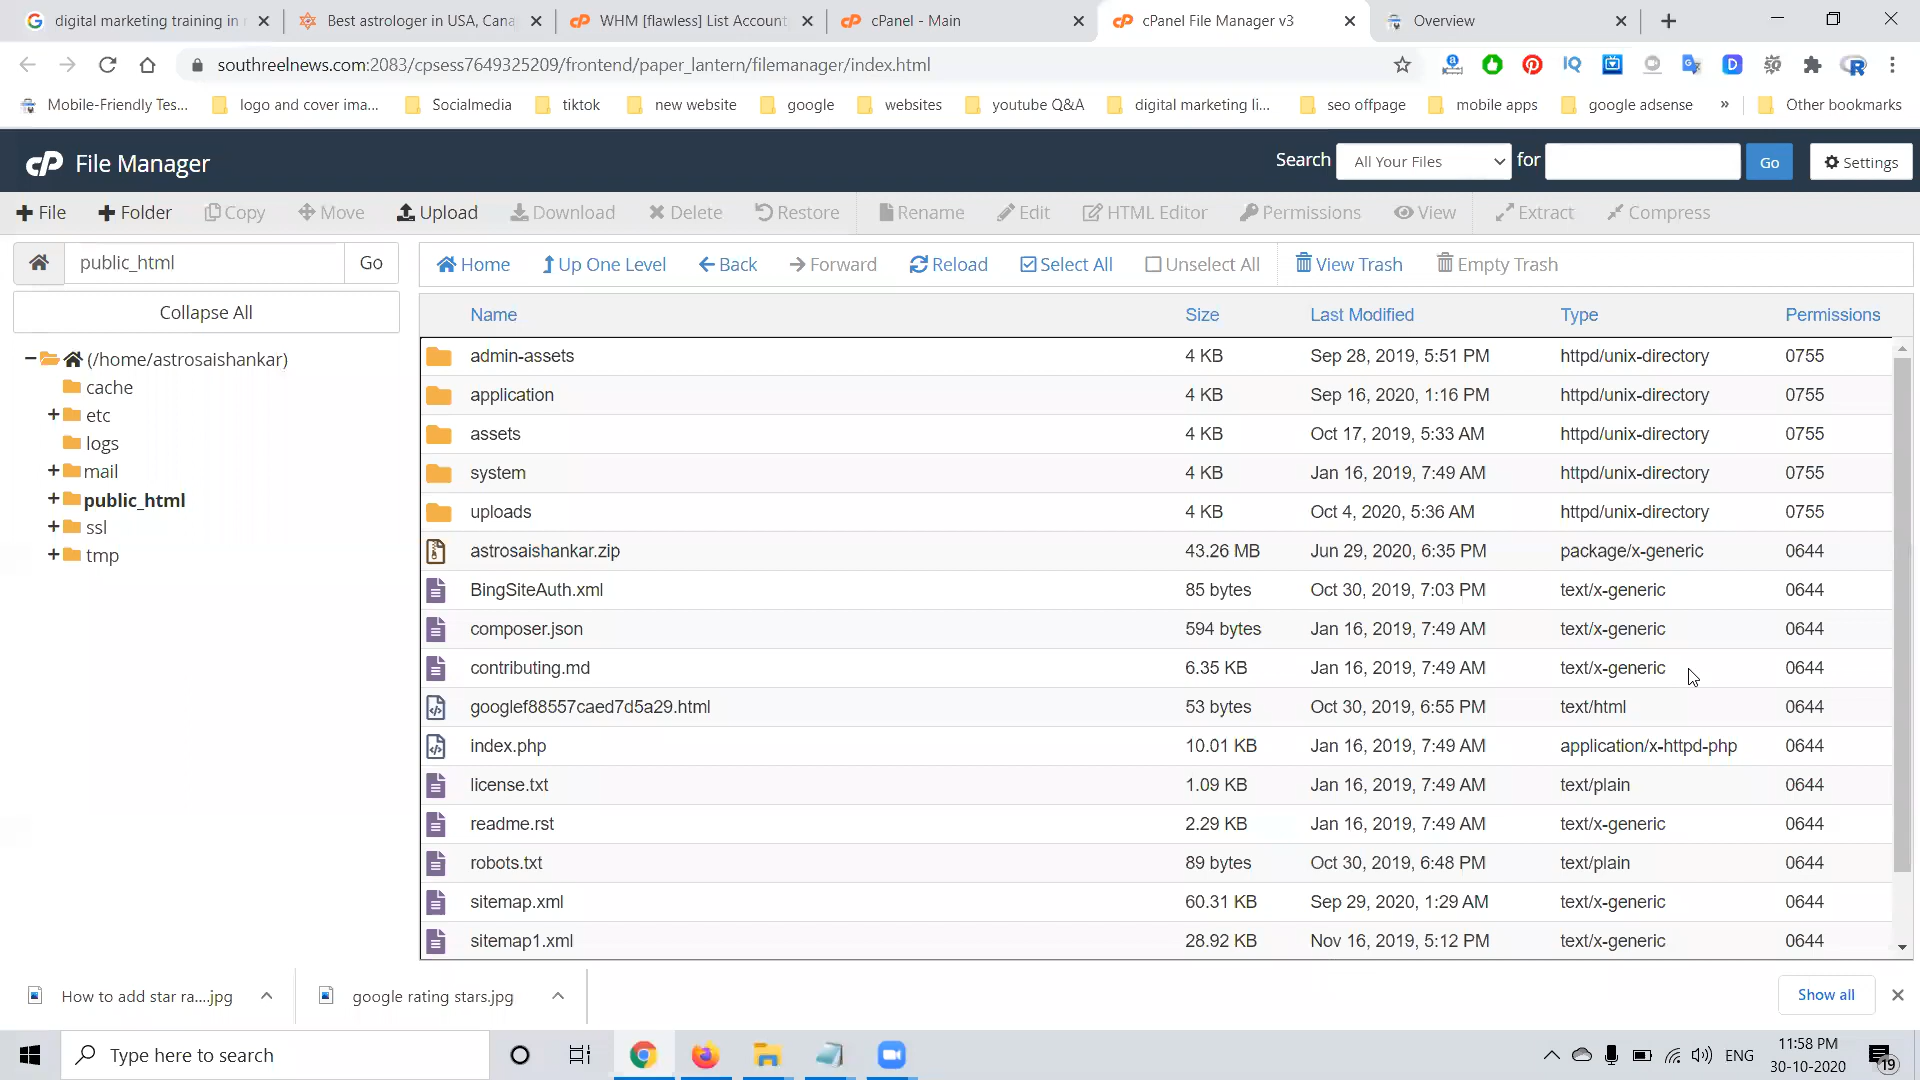 digital marketing training in
Best astrologer in USA, Cana
WHM [flawless] List Account
cPanel - Main
cPanel File Manager v3
Overview
southreelnews.com:2083/cpsess7649325209/frontend/paper_lantern/filemanager/index.html
Mobile-Friendly Tes...
logo and cover ima...
Socialmedia
tiktok
new website
google
websites
youtube Q&A
digital marketing li...
seo offpage
mobile apps
google adsense
»
Other bookmarks
cP File Manager
Search
All Your Files
for
Go
Settings
File
Folder
Copy
Move
Upload
Download
Delete
Restore
Rename
Edit
HTML Editor
Permissions
View
Extract
Compress
public_html
Go
Home
Up One Level
Back
Forward
Reload
Select All
Unselect All
View Trash
Empty Trash
Collapse All
(/home/astrosaishankar)
cache
etc
logs
mail
public_html
ssl
tmp
Name Size Last Modified Type Permissions
admin-assets 4 KB Sep 28, 2019, 5:51 PM httpd/unix-directory 0755
application 4 KB Sep 16, 2020, 1:16 PM httpd/unix-directory 0755
assets 4 KB Oct 17, 2019, 5:33 AM httpd/unix-directory 0755
system 4 KB Jan 16, 2019, 7:49 AM httpd/unix-directory 0755
uploads 4 KB Oct 4, 2020, 5:36 AM httpd/unix-directory 0755
astrosaishankar.zip 43.26 MB Jun 29, 2020, 6:35 PM package/x-generic 0644
BingSiteAuth.xml 85 bytes Oct 30, 2019, 7:03 PM text/x-generic 0644
composer.json 594 bytes Jan 16, 2019, 7:49 AM text/x-generic 0644
contributing.md 6.35 KB Jan 16, 2019, 7:49 AM text/x-generic 0644
googlef88557caed7d5a29.html 53 bytes Oct 30, 2019, 6:55 PM text/html 0644
index.php 10.01 KB Jan 16, 2019, 7:49 AM application/x-httpd-php 0644
license.txt 1.09 KB Jan 16, 2019, 7:49 AM text/plain 0644
readme.rst 2.29 KB Jan 16, 2019, 7:49 AM text/x-generic 0644
robots.txt 89 bytes Oct 30, 2019, 6:48 PM text/plain 0644
sitemap.xml 60.31 KB Sep 29, 2020, 1:29 AM text/x-generic 0644
sitemap1.xml 28.92 KB Nov 16, 2019, 5:12 PM text/x-generic 0644
How to add star ra....jpg
google rating stars.jpg
Show all
Type here to search
ENG
11:58 PM
30-10-2020
19